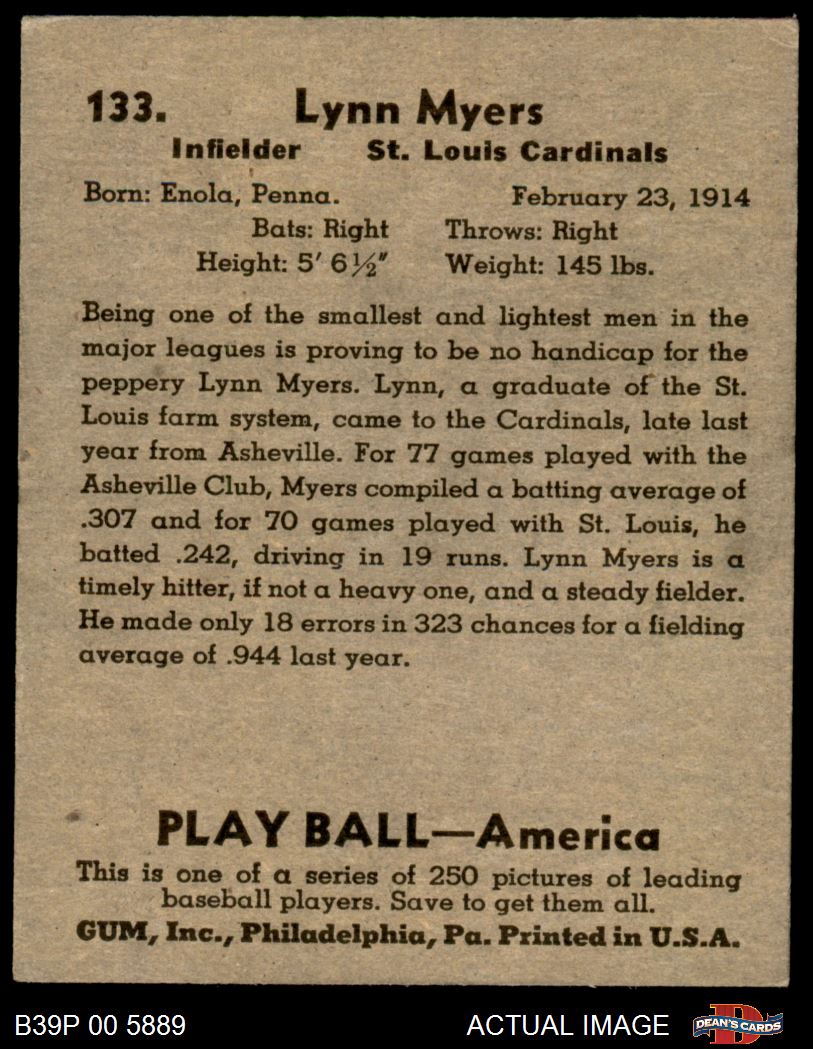 133. Lynn Myers
Infielder St. Louis Cardinals
Born: Enola, Penna. February 23, 1914
Bats: Right Throws: Right
Height: 5' 6½" Weight: 145 lbs.
Being one of the smallest and lightest men in the
major leagues is proving to be no handicap for the
peppery Lynn Myers. Lynn, a graduate of the St.
Louis farm system, came to the Cardinals, late last
year from Asheville. For 77 games played with the
Asheville Club, Myers compiled a batting average of
.307 and for 70 games played with St. Louis, he
batted .242, driving in 19 runs. Lynn Myers is a
timely hitter, if not a heavy one, and a steady fielder.
He made only 18 errors in 323 chances for a fielding
average of .944 last year.
PLAY BALL—America
This is one of a series of 250 pictures of leading
baseball players. Save to get them all.
GUM, Inc., Philadelphia, Pa. Printed in U.S.A.
B39P 00 5889 ACTUAL IMAGE DEAN'S CARDS